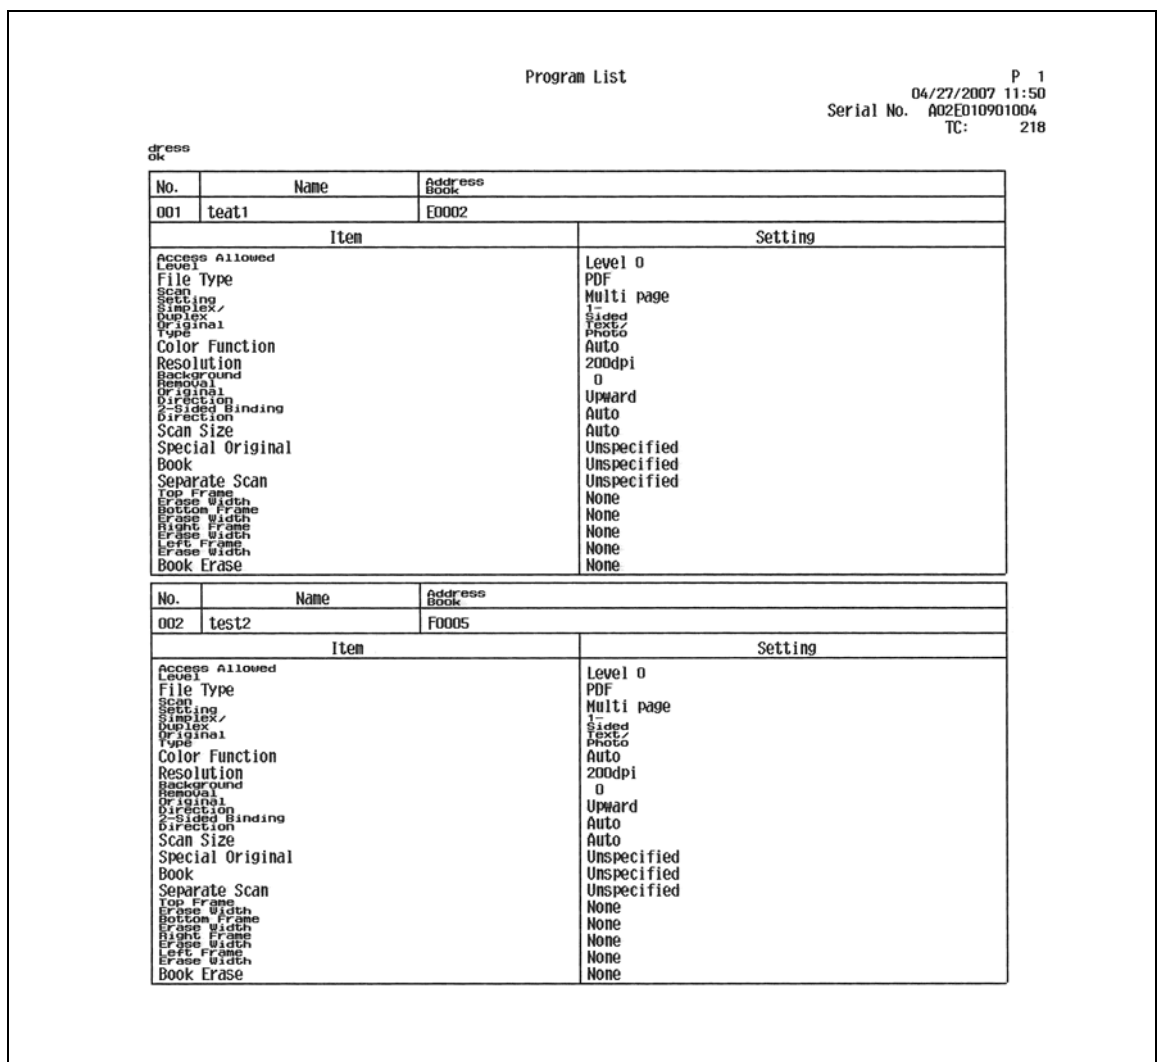 Program List P 1
04/27/2007 11:50
Serial No. A02E010901004
TC: 218
dress
ok
No. Name Address Book
001 teat1 E0002
Item Setting
Access Allowed Level Level 0
File Type PDF
Scan Setting Multi page
Simplex/Duplex 1-Sided
Original Type Text/Photo
Color Function Auto
Resolution 200dpi
Background Removal 0
Original Direction Upward
2-Sided Binding Direction Auto
Scan Size Auto
Special Original Unspecified
Book Unspecified
Separate Scan Unspecified
Top Frame Erase Width None
Bottom Frame Erase Width None
Right Frame Erase Width None
Left Frame Erase Width None
Book Erase None
No. Name Address Book
002 test2 F0005
Item Setting
Access Allowed Level Level 0
File Type PDF
Scan Setting Multi page
Simplex/Duplex 1-Sided
Original Type Text/Photo
Color Function Auto
Resolution 200dpi
Background Removal 0
Original Direction Upward
2-Sided Binding Direction Auto
Scan Size Auto
Special Original Unspecified
Book Unspecified
Separate Scan Unspecified
Top Frame Erase Width None
Bottom Frame Erase Width None
Right Frame Erase Width None
Left Frame Erase Width None
Book Erase None